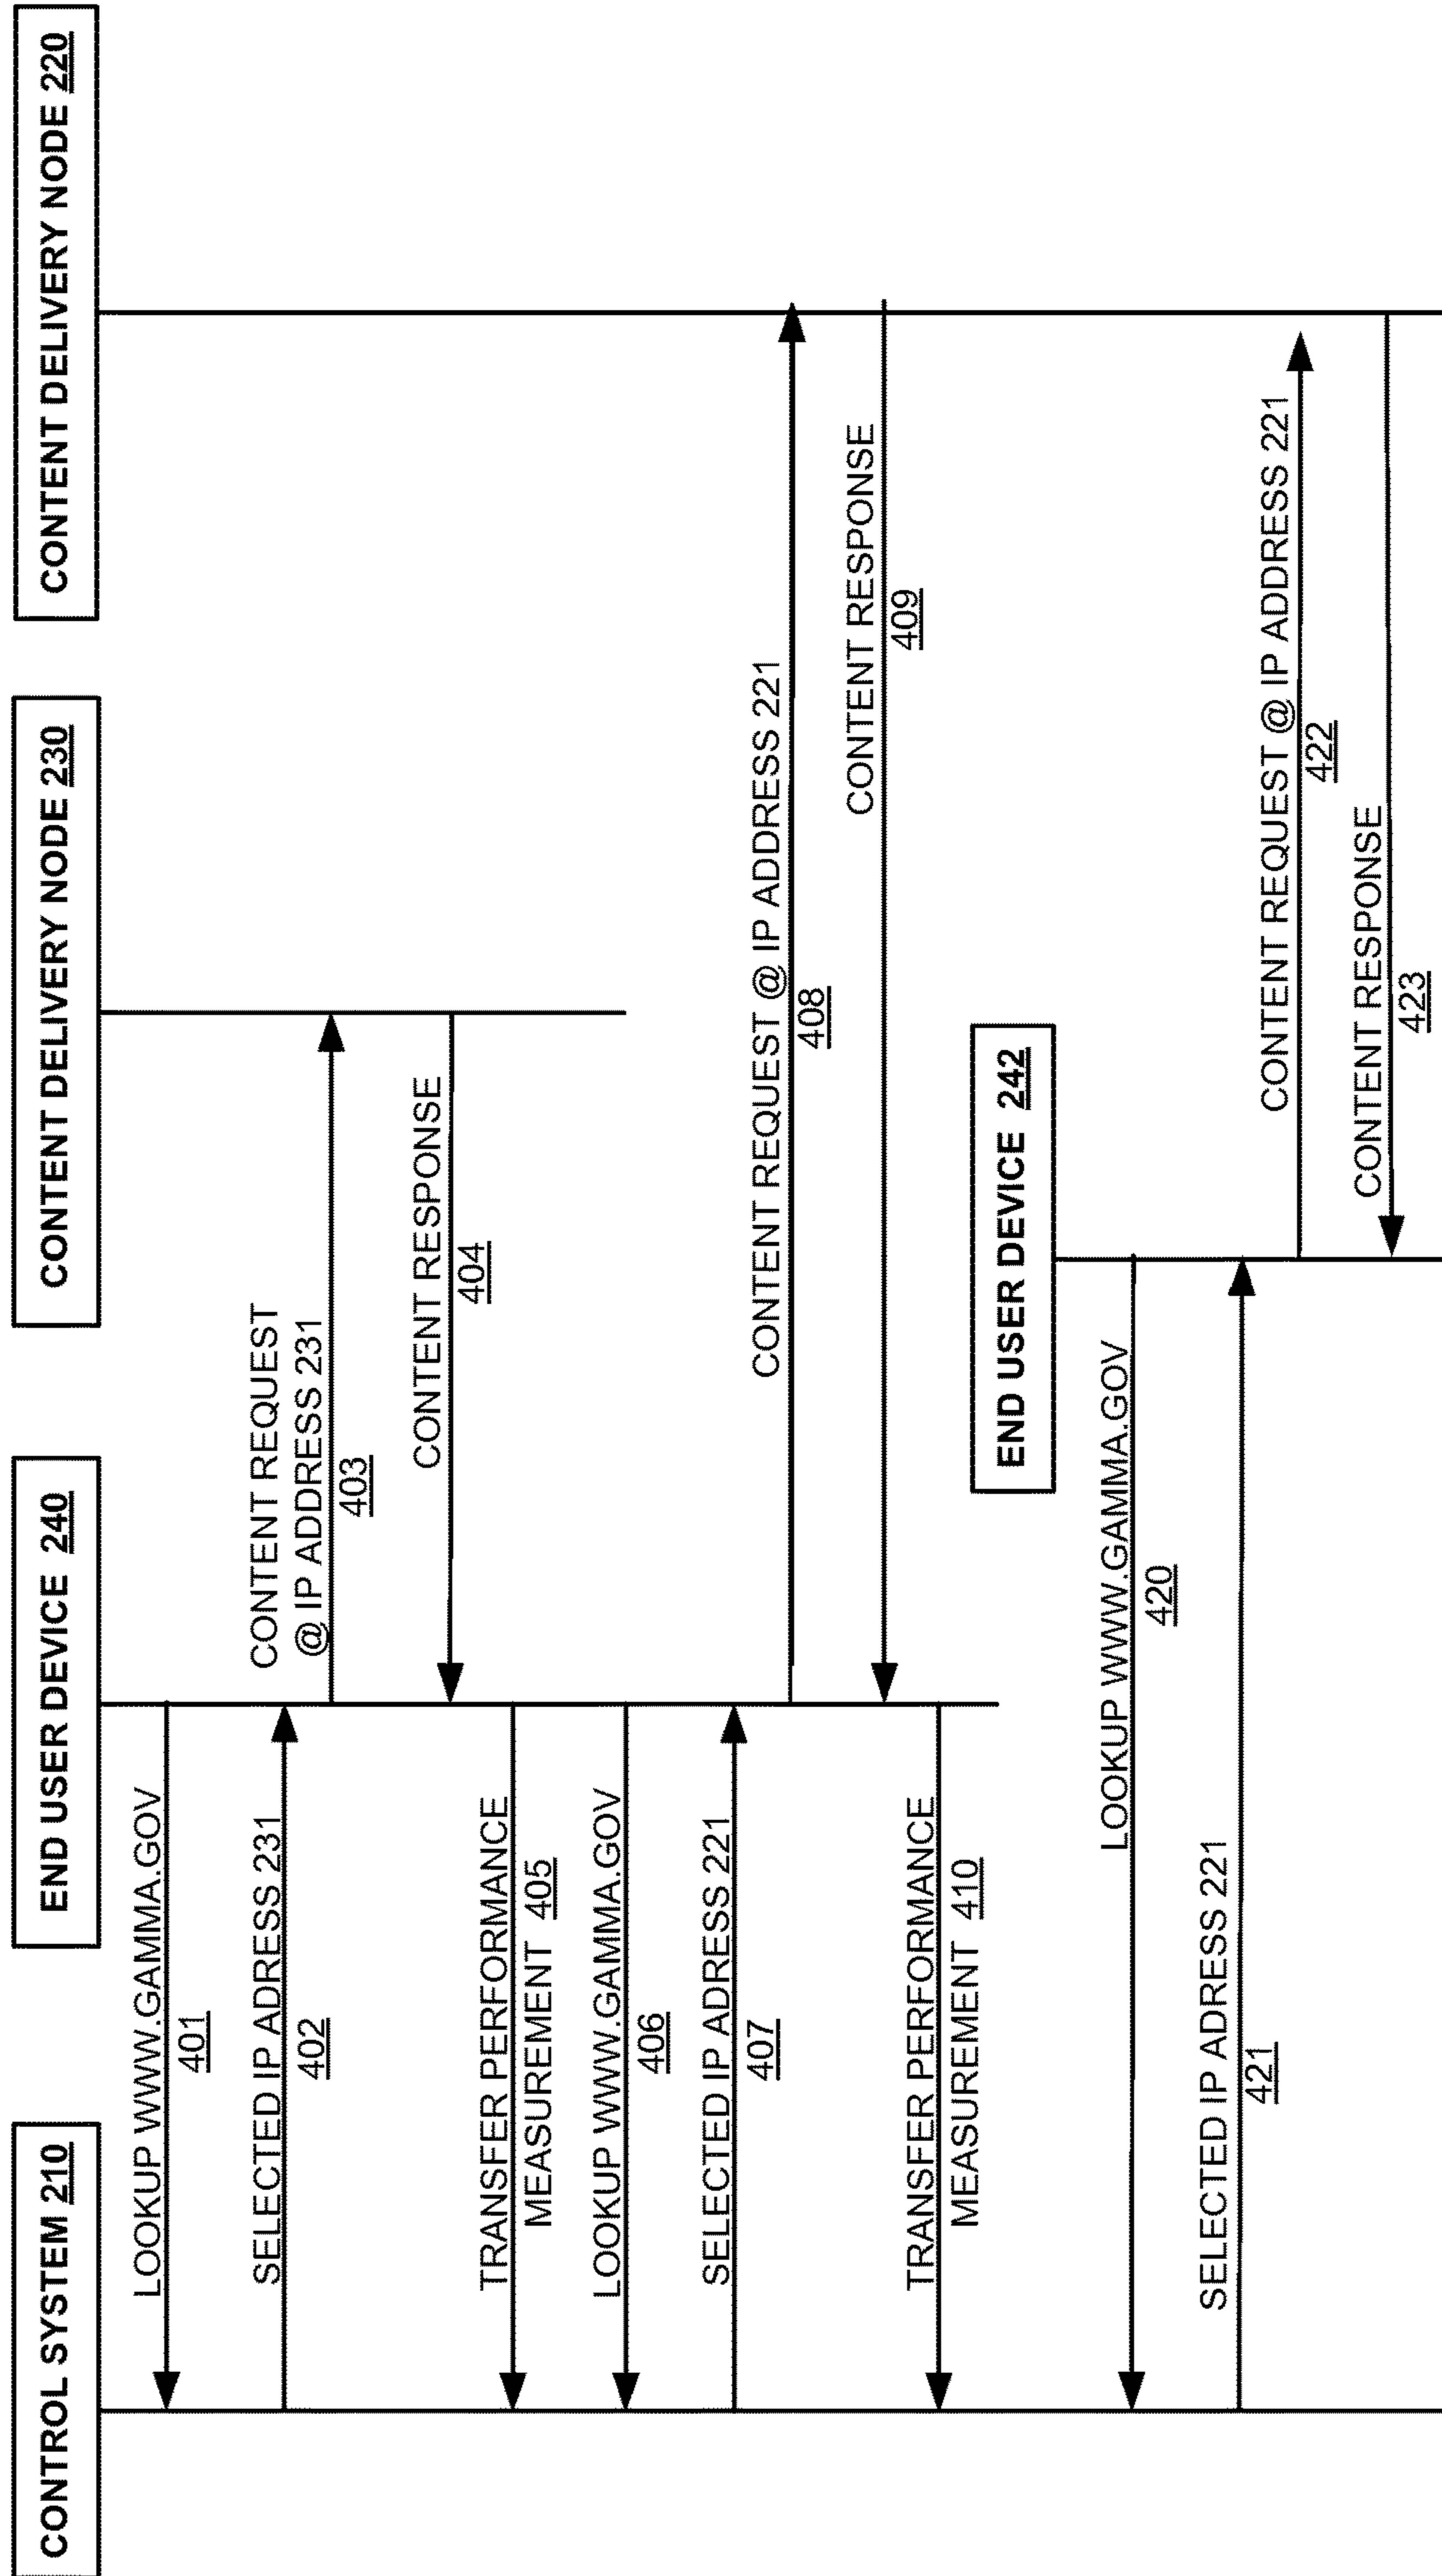 CONTROL SYSTEM 210
END USER DEVICE 240
CONTENT DELIVERY NODE 230
CONTENT DELIVERY NODE 220
LOOKUP WWW.GAMMA.GOV
401
SELECTED IP ADRESS 231
402
CONTENT REQUEST
@ IP ADDRESS 231
403
CONTENT RESPONSE
404
TRANSFER PERFORMANCE
MEASUREMENT 405
LOOKUP WWW.GAMMA.GOV
406
SELECTED IP ADRESS 221
407
CONTENT REQUEST @ IP ADDRESS 221
408
CONTENT RESPONSE
409
TRANSFER PERFORMANCE
MEASUREMENT 410
END USER DEVICE 242
LOOKUP WWW.GAMMA.GOV
420
SELECTED IP ADRESS 221
421
CONTENT REQUEST @ IP ADDRESS 221
422
CONTENT RESPONSE
423